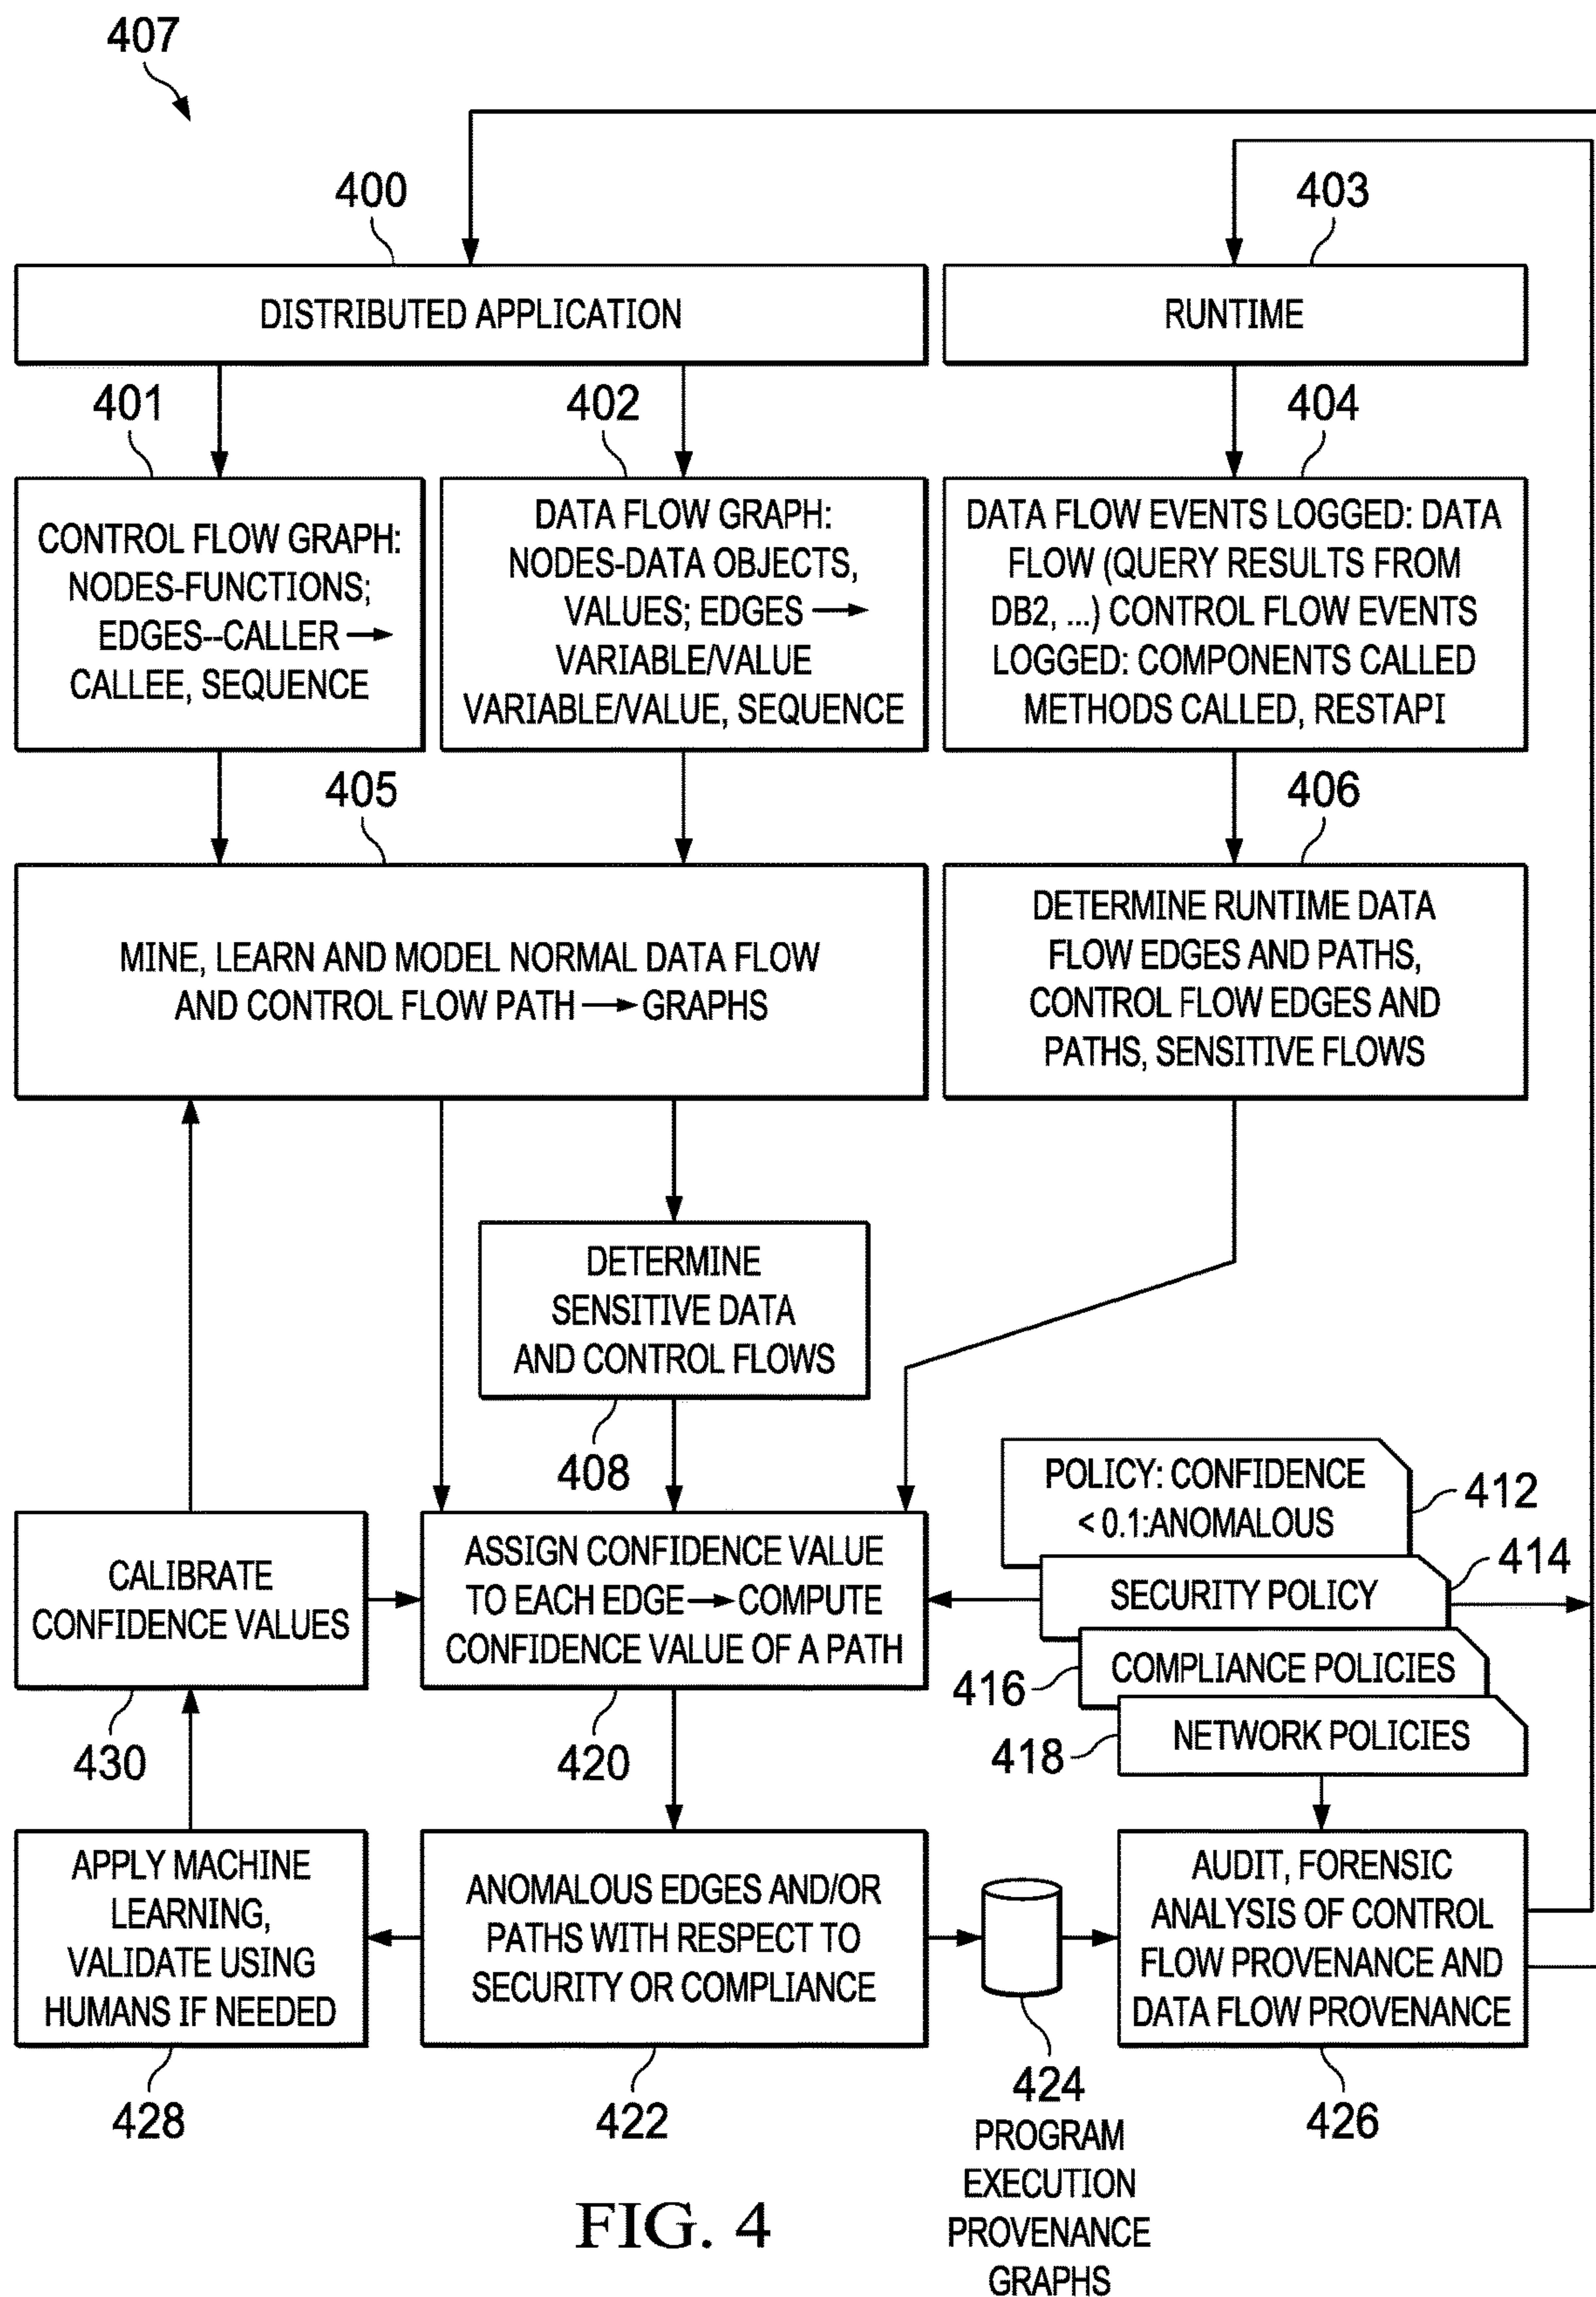 407
400
403
DISTRIBUTED APPLICATION
RUNTIME
401
402
404
CONTROL FLOW GRAPH:
NODES-FUNCTIONS;
EDGES--CALLER →
CALLEE, SEQUENCE
DATA FLOW GRAPH:
NODES-DATA OBJECTS,
VALUES; EDGES →
VARIABLE/VALUE
VARIABLE/VALUE, SEQUENCE
DATA FLOW EVENTS LOGGED: DATA
FLOW (QUERY RESULTS FROM
DB2, ...) CONTROL FLOW EVENTS
LOGGED: COMPONENTS CALLED
METHODS CALLED, RESTAPI
405
406
MINE, LEARN AND MODEL NORMAL DATA FLOW
AND CONTROL FLOW PATH → GRAPHS
DETERMINE RUNTIME DATA
FLOW EDGES AND PATHS,
CONTROL FLOW EDGES AND
PATHS, SENSITIVE FLOWS
DETERMINE
SENSITIVE DATA
AND CONTROL FLOWS
408
POLICY: CONFIDENCE
< 0.1:ANOMALOUS
412
CALIBRATE
CONFIDENCE VALUES
ASSIGN CONFIDENCE VALUE
TO EACH EDGE → COMPUTE
CONFIDENCE VALUE OF A PATH
SECURITY POLICY
414
COMPLIANCE POLICIES
416
NETWORK POLICIES
418
430
420
APPLY MACHINE
LEARNING,
VALIDATE USING
HUMANS IF NEEDED
ANOMALOUS EDGES AND/OR
PATHS WITH RESPECT TO
SECURITY OR COMPLIANCE
AUDIT, FORENSIC
ANALYSIS OF CONTROL
FLOW PROVENANCE AND
DATA FLOW PROVENANCE
428
422
424
PROGRAM
EXECUTION
PROVENANCE
GRAPHS
426
FIG. 4